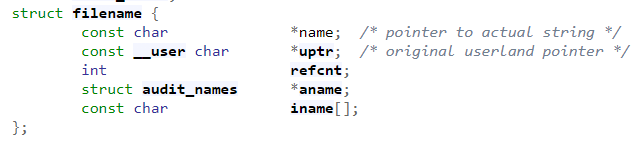 struct filename {
const char *name; /* pointer to actual string */
const __user char *uptr; /* original userland pointer */
int refcnt;
struct audit_names *aname;
const char iname[];
};